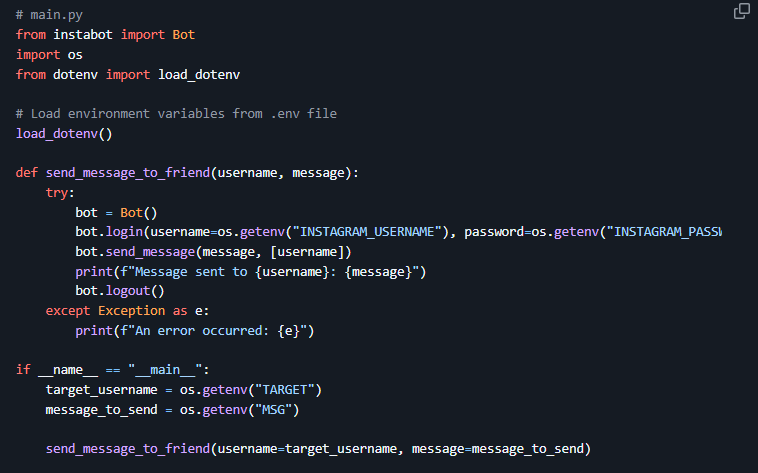 # main.py
from instabot import Bot
import os
from dotenv import load_dotenv
# Load environment variables from .env file
load_dotenv()
def send_message_to_friend(username, message):
    try:
        bot = Bot()
        bot.login(username=os.getenv("INSTAGRAM_USERNAME"), password=os.getenv("INSTAGRAM_PASSW
        bot.send_message(message, [username])
        print(f"Message sent to {username}: {message}")
        bot.logout()
    except Exception as e:
        print(f"An error occurred: {e}")
if __name__ == "__main__":
    target_username = os.getenv("TARGET")
    message_to_send = os.getenv("MSG")
    send_message_to_friend(username=target_username, message=message_to_send)